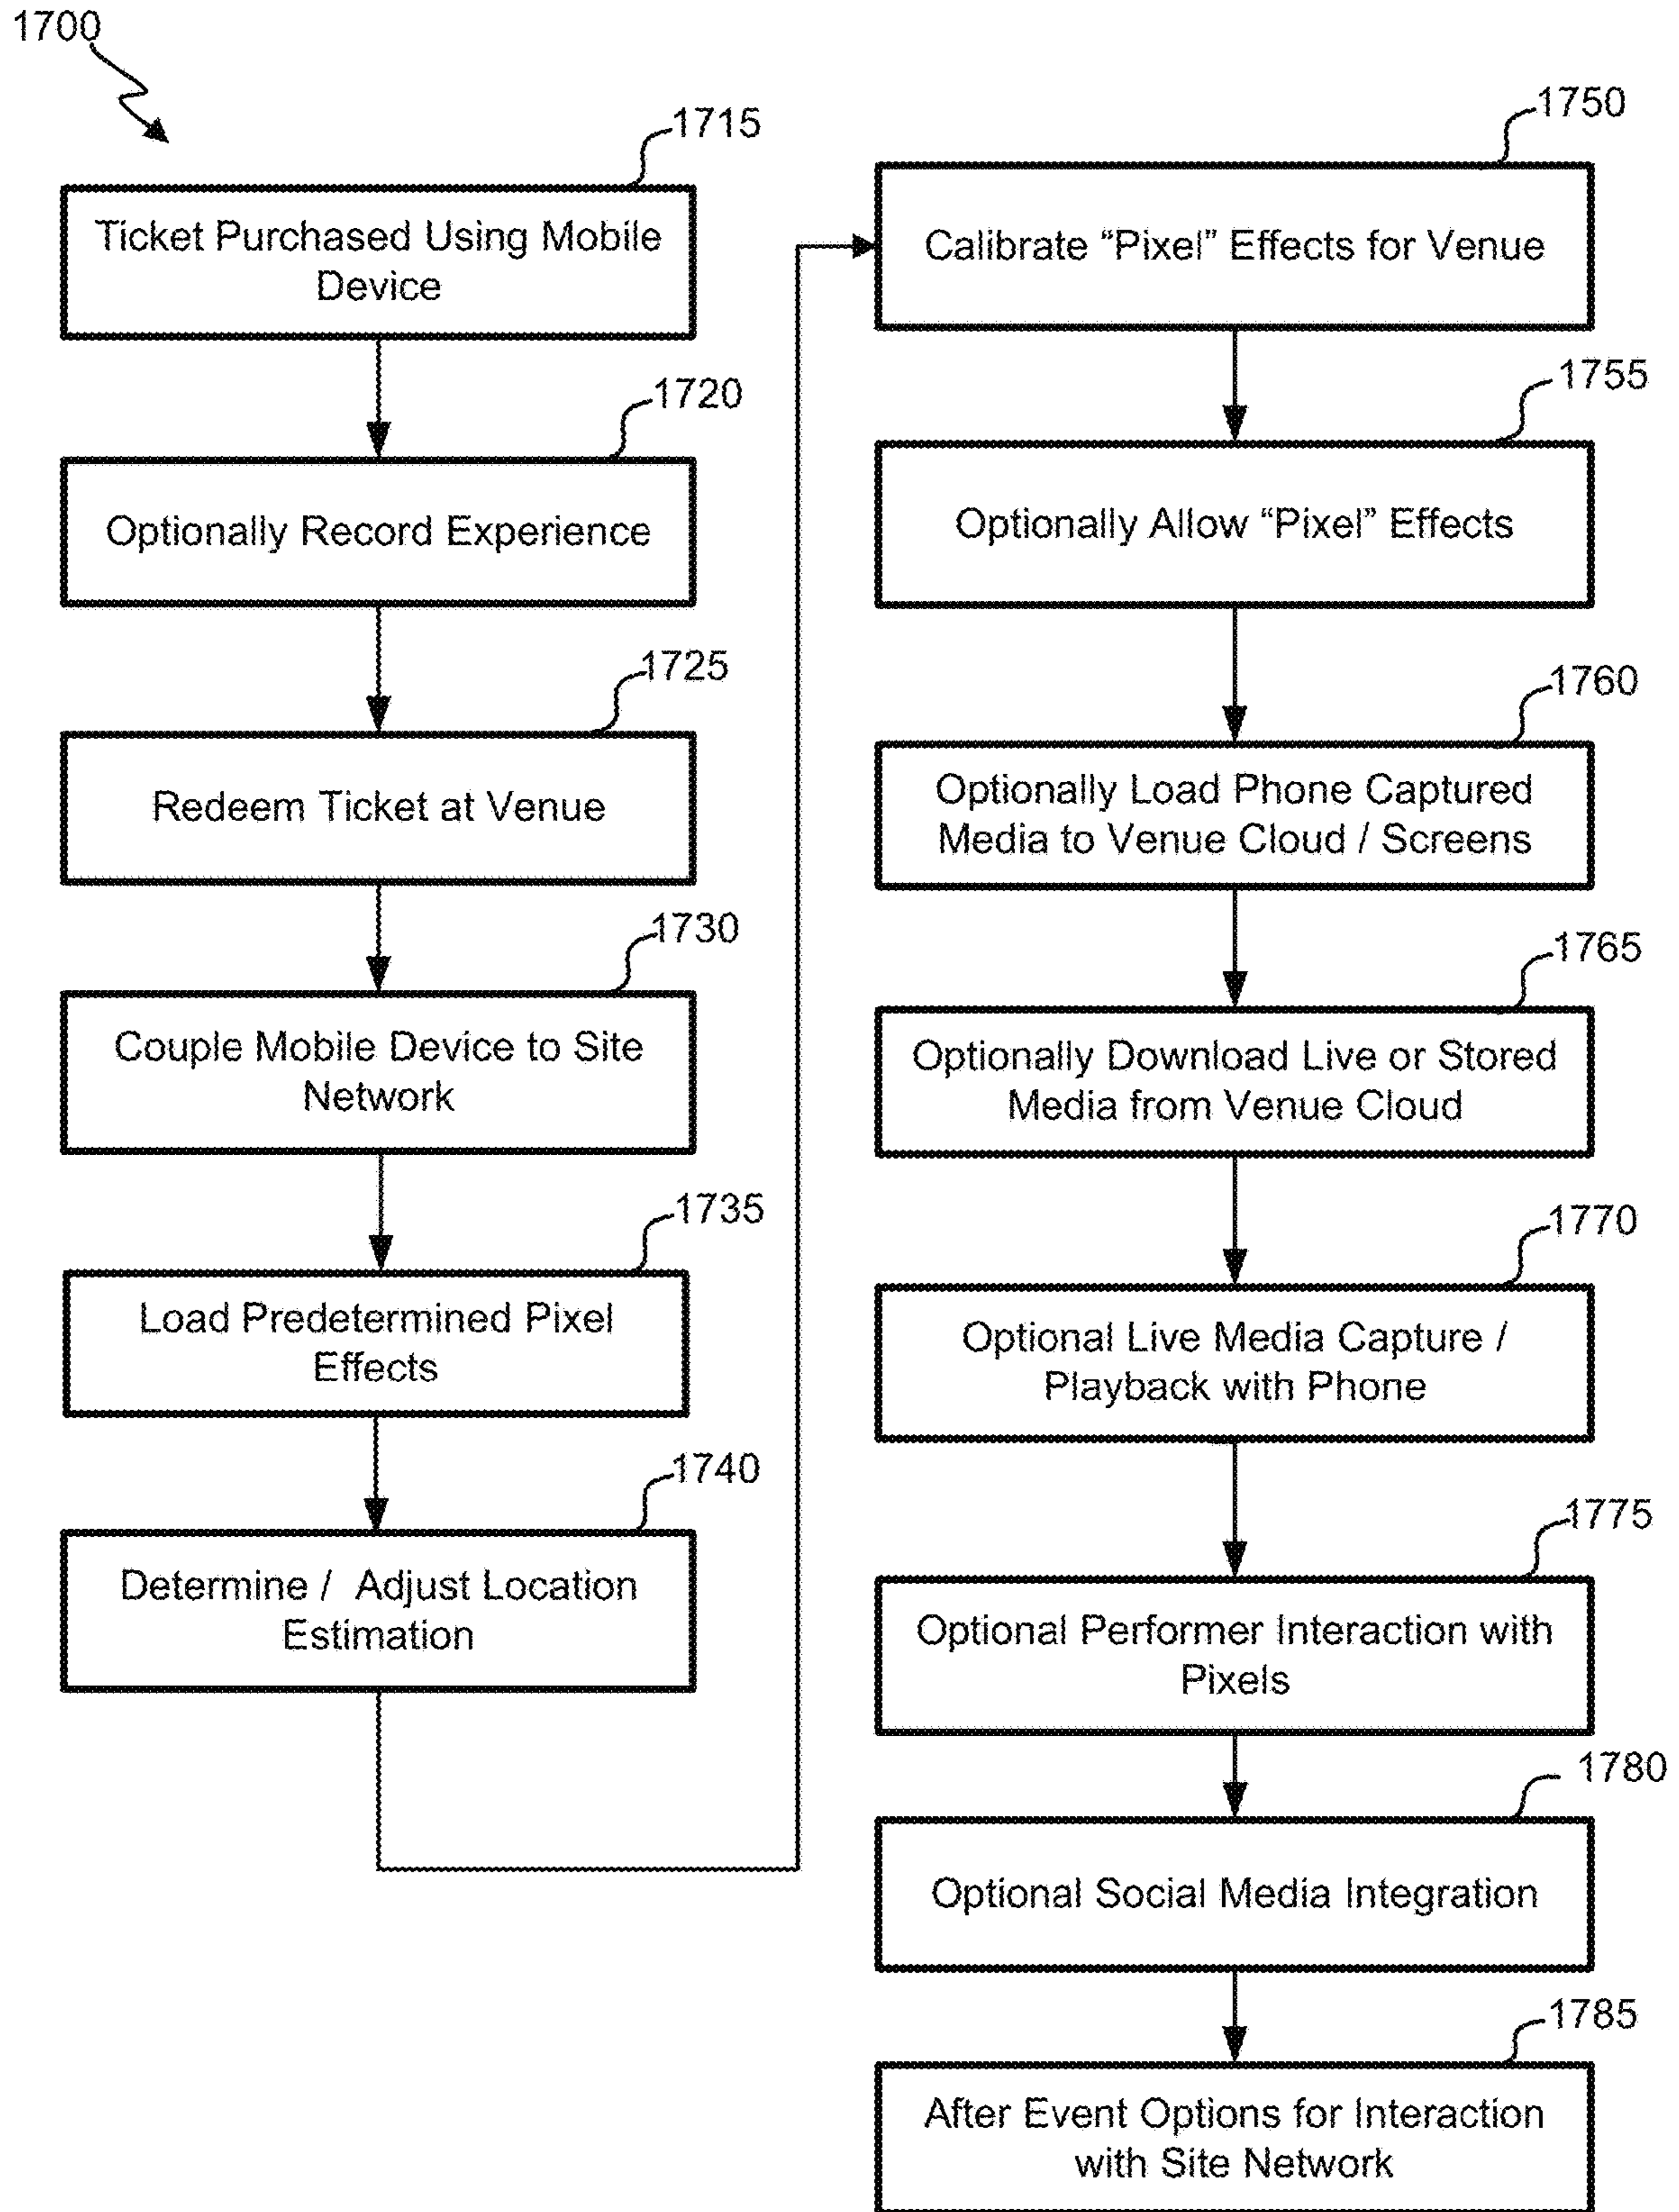 1700
1715
Ticket Purchased Using Mobile
Device
1720
Optionally Record Experience
1725
Redeem Ticket at Venue
1730
Couple Mobile Device to Site
Network
1735
Load Predetermined Pixel
Effects
1740
Determine / Adjust Location
Estimation
1750
Calibrate “Pixel” Effects for Venue
1755
Optionally Allow “Pixel” Effects
1760
Optionally Load Phone Captured
Media to Venue Cloud / Screens
1765
Optionally Download Live or Stored
Media from Venue Cloud
1770
Optional Live Media Capture /
Playback with Phone
1775
Optional Performer Interaction with
Pixels
1780
Optional Social Media Integration
1785
After Event Options for Interaction
with Site Network